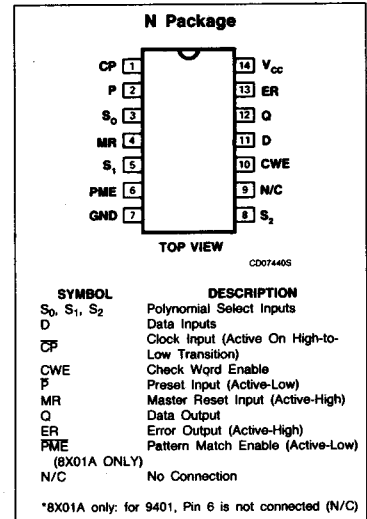 N Package
CP 1
P 2
S0 3
MR 4
S1 5
PME 6
GND 7
14 VCC
13 ER
12 Q
11 D
10 CWE
9 N/C
8 S2
TOP VIEW
CD07440S
SYMBOL DESCRIPTION
S0, S1, S2 Polynomial Select Inputs
D Data Inputs
C̅P̅ Clock Input (Active On High-to-
Low Transition)
CWE Check Word Enable
P̅ Preset Input (Active-Low)
MR Master Reset Input (Active-High)
Q Data Output
ER Error Output (Active-High)
P̅M̅E̅ Pattern Match Enable (Active-Low)
(8X01A ONLY)
N/C No Connection
*8X01A only: for 9401, Pin 6 is not connected (N/C)